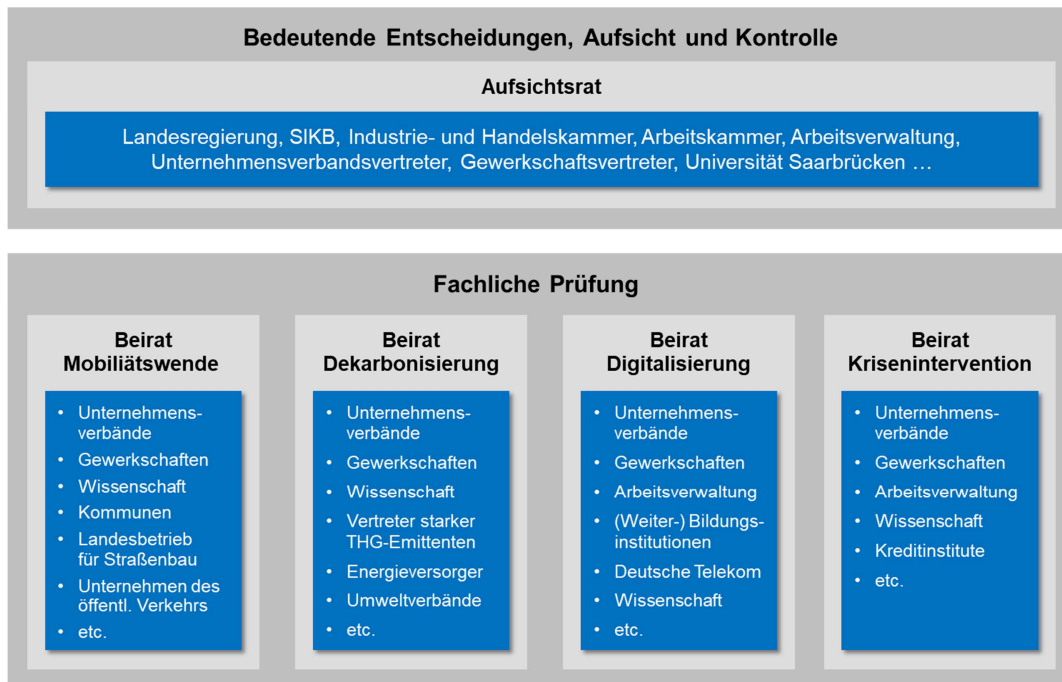 Bedeutende Entscheidungen, Aufsicht und Kontrolle
Aufsichtsrat
Landesregierung, SIKB, Industrie- und Handelskammer, Arbeitskammer, Arbeitsverwaltung,
Unternehmensverbandsvertreter, Gewerkschaftsvertreter, Universität Saarbrücken ...
Fachliche Prüfung
Beirat
Mobiliätswende
• Unternehmens-
verbände
• Gewerkschaften
• Wissenschaft
• Kommunen
• Landesbetrieb
für Straßenbau
• Unternehmen des
öffentl. Verkehrs
• etc.
Beirat
Dekarbonisierung
• Unternehmens-
verbände
• Gewerkschaften
• Wissenschaft
• Vertreter starker
THG-Emittenten
• Energieversorger
• Umweltverbände
• etc.
Beirat
Digitalisierung
• Unternehmens-
verbände
• Gewerkschaften
• Arbeitsverwaltung
• (Weiter-) Bildungs-
institutionen
• Deutsche Telekom
• Wissenschaft
• etc.
Beirat
Krisenintervention
• Unternehmens-
verbände
• Gewerkschaften
• Arbeitsverwaltung
• Wissenschaft
• Kreditinstitute
• etc.